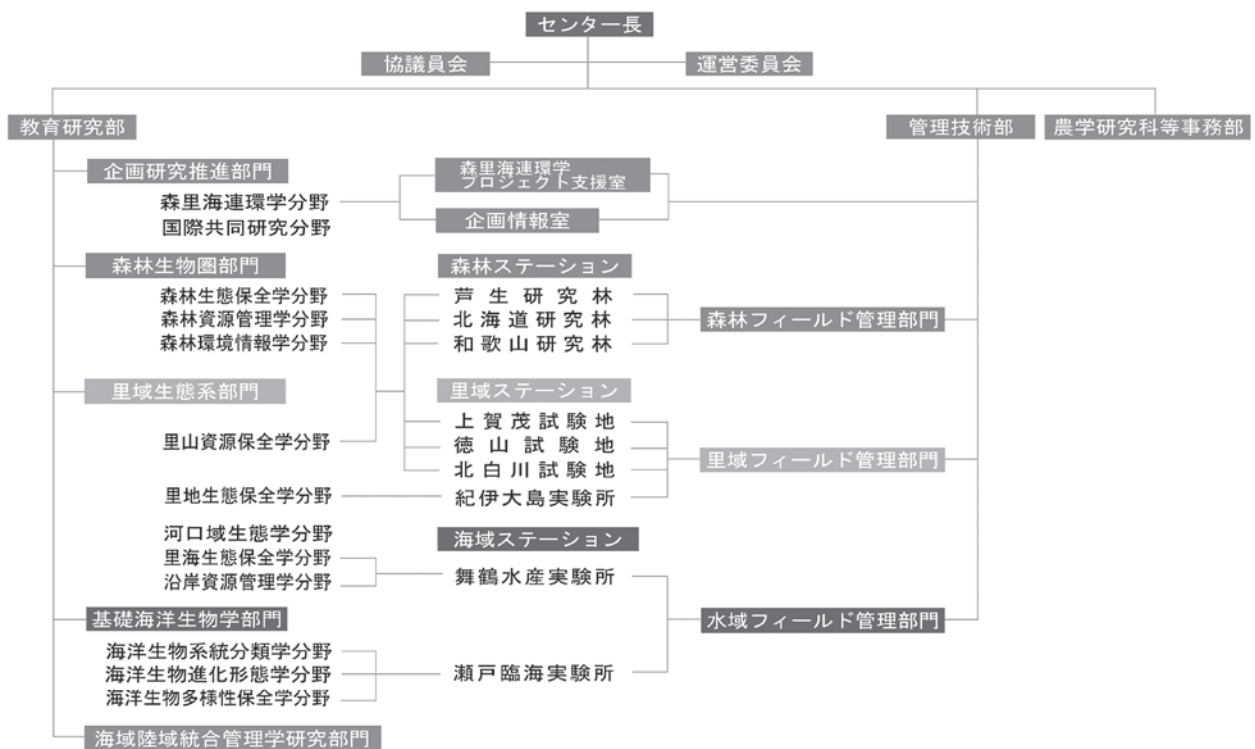 センター長
協議員会
運営委員会
教育研究部
管理技術部
農学研究科等事務部
企画研究推進部門
森里海連環学分野
国際共同研究分野
森里海連環学
プロジェクト支援室
企画情報室
森林生物圏部門
森林生態保全学分野
森林資源管理学分野
森林環境情報学分野
森林ステーション
芦生研究林
北海道研究林
和歌山研究林
森林フィールド管理部門
里域生態系部門
里山資源保全学分野
里地生態保全学分野
河口域生態学分野
里海生態保全学分野
沿岸資源管理学分野
里域ステーション
上賀茂試験地
徳山試験地
北白川試験地
紀伊大島実験所
里域フィールド管理部門
海域ステーション
舞鶴水産実験所
基礎海洋生物学部門
海洋生物系統分類学分野
海洋生物進化形態学分野
海洋生物多様性保全学分野
瀬戸臨海実験所
水域フィールド管理部門
海域陸域統合管理学研究部門